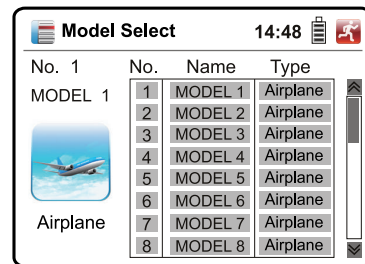 Model Select 14:48
No. 1 No. Name Type
MODEL 1
1 MODEL 1 Airplane
2 MODEL 2 Airplane
3 MODEL 3 Airplane
4 MODEL 4 Airplane
5 MODEL 5 Airplane
6 MODEL 6 Airplane
Airplane
7 MODEL 7 Airplane
8 MODEL 8 Airplane